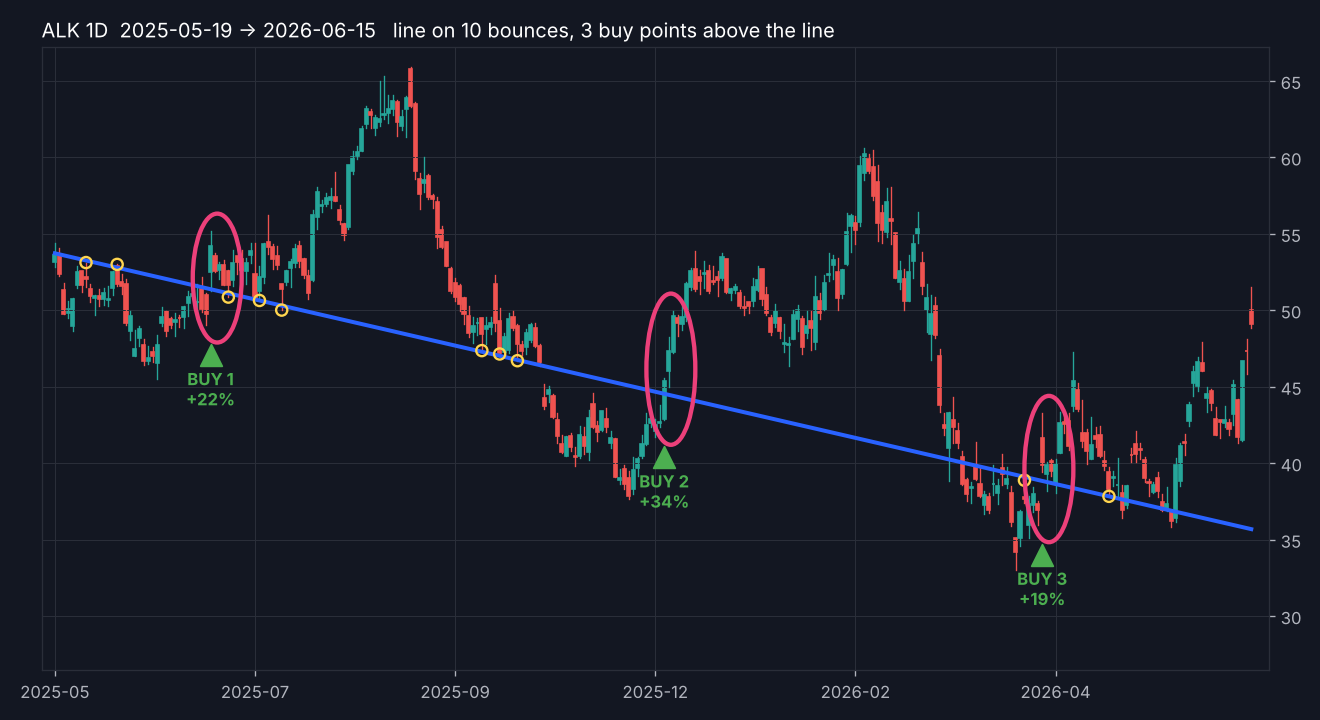 ALK 1D 2025-05-19 → 2026-06-15 line on 10 bounces, 3 buy points above the line
65
60
55
50
45
40
35
30
BUY 1
+22%
BUY 2
+34%
BUY 3
+19%
2025-05 2025-07 2025-09 2025-12 2026-02 2026-04